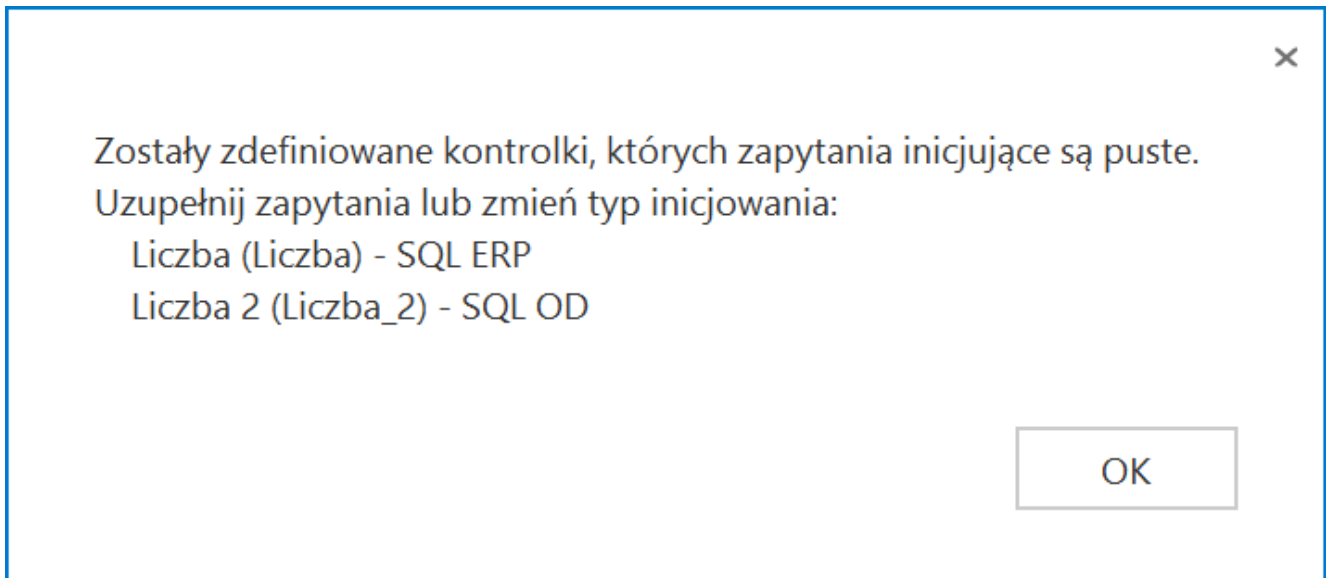 Zostały zdefiniowane kontrolki, których zapytania inicjujące są puste.
Uzupełnij zapytania lub zmień typ inicjowania:
Liczba (Liczba) - SQL ERP
Liczba 2 (Liczba_2) - SQL OD
OK